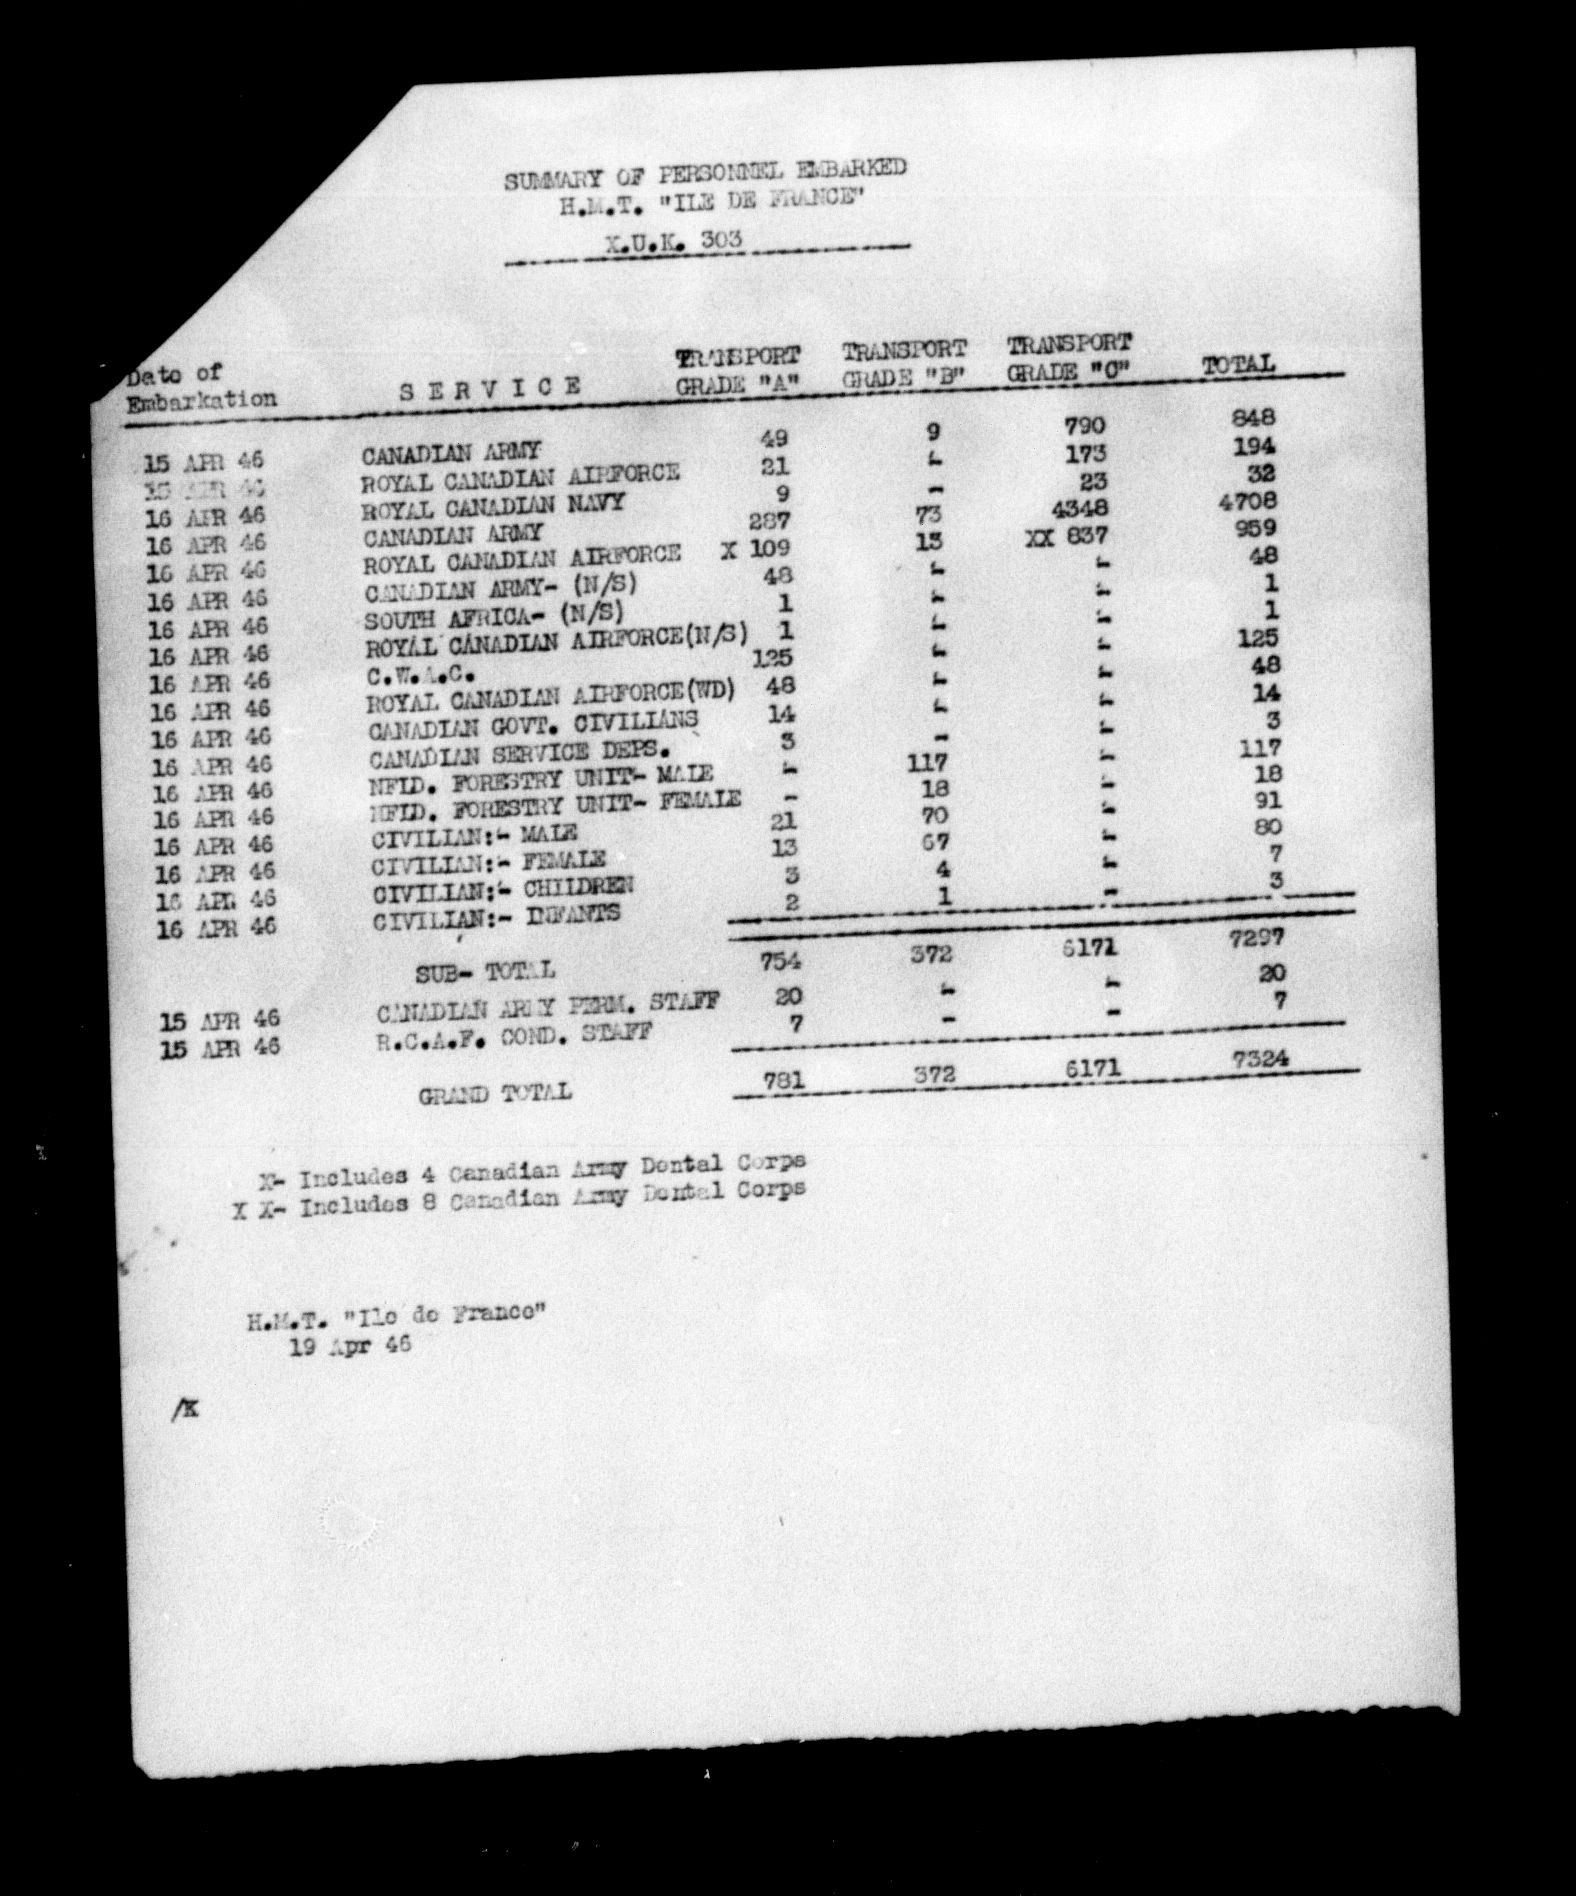 SUMMARY OF PERSONNEL EMBARKED
H.M.T. "ILE DE FRANCE"
X.U.K. 303
Date of Embarkation S E R V I C E TRANSPORT GRADE "A" TRANSPORT GRADE "B" TRANSPORT GRADE "C" TOTAL
15 APR 46 CANADIAN ARMY 49 9 790 848
15 APR 46 ROYAL CANADIAN AIRFORCE 21 - 173 194
16 APR 46 ROYAL CANADIAN NAVY 9 - 23 32
16 APR 46 CANADIAN ARMY 287 73 4348 4708
16 APR 46 ROYAL CANADIAN AIRFORCE X 109 13 XX 837 959
16 APR 46 CANADIAN ARMY- (N/S) 48 - - 48
16 APR 46 SOUTH AFRICA- (N/S) 1 - - 1
16 APR 46 ROYAL CANADIAN AIRFORCE(N/S) 1 - - 1
16 APR 46 C.W.A.C. 125 - - 125
16 APR 46 ROYAL CANADIAN AIRFORCE(WD) 48 - - 48
16 APR 46 CANADIAN GOVT. CIVILIANS 14 - - 14
16 APR 46 CANADIAN SERVICE DEPS. 3 - - 3
16 APR 46 NFLD. FORESTRY UNIT- MALE - 117 - 117
16 APR 46 NFLD. FORESTRY UNIT- FEMALE - 18 - 18
16 APR 46 CIVILIAN:- MALE 21 70 - 91
16 APR 46 CIVILIAN:- FEMALE 13 67 - 80
16 APR 46 CIVILIAN:- CHILDREN 3 4 - 7
16 APR 46 CIVILIAN:- INFANTS 2 1 - 3
SUB- TOTAL 754 372 6171 7297
15 APR 46 CANADIAN ARMY PERM. STAFF 20 - - 20
15 APR 46 R.C.A.F. COND. STAFF 7 - - 7
GRAND TOTAL 781 372 6171 7324
X- Includes 4 Canadian Army Dental Corps
X X- Includes 8 Canadian Army Dental Corps
H.M.T. "Ile de France"
19 Apr 46
/K